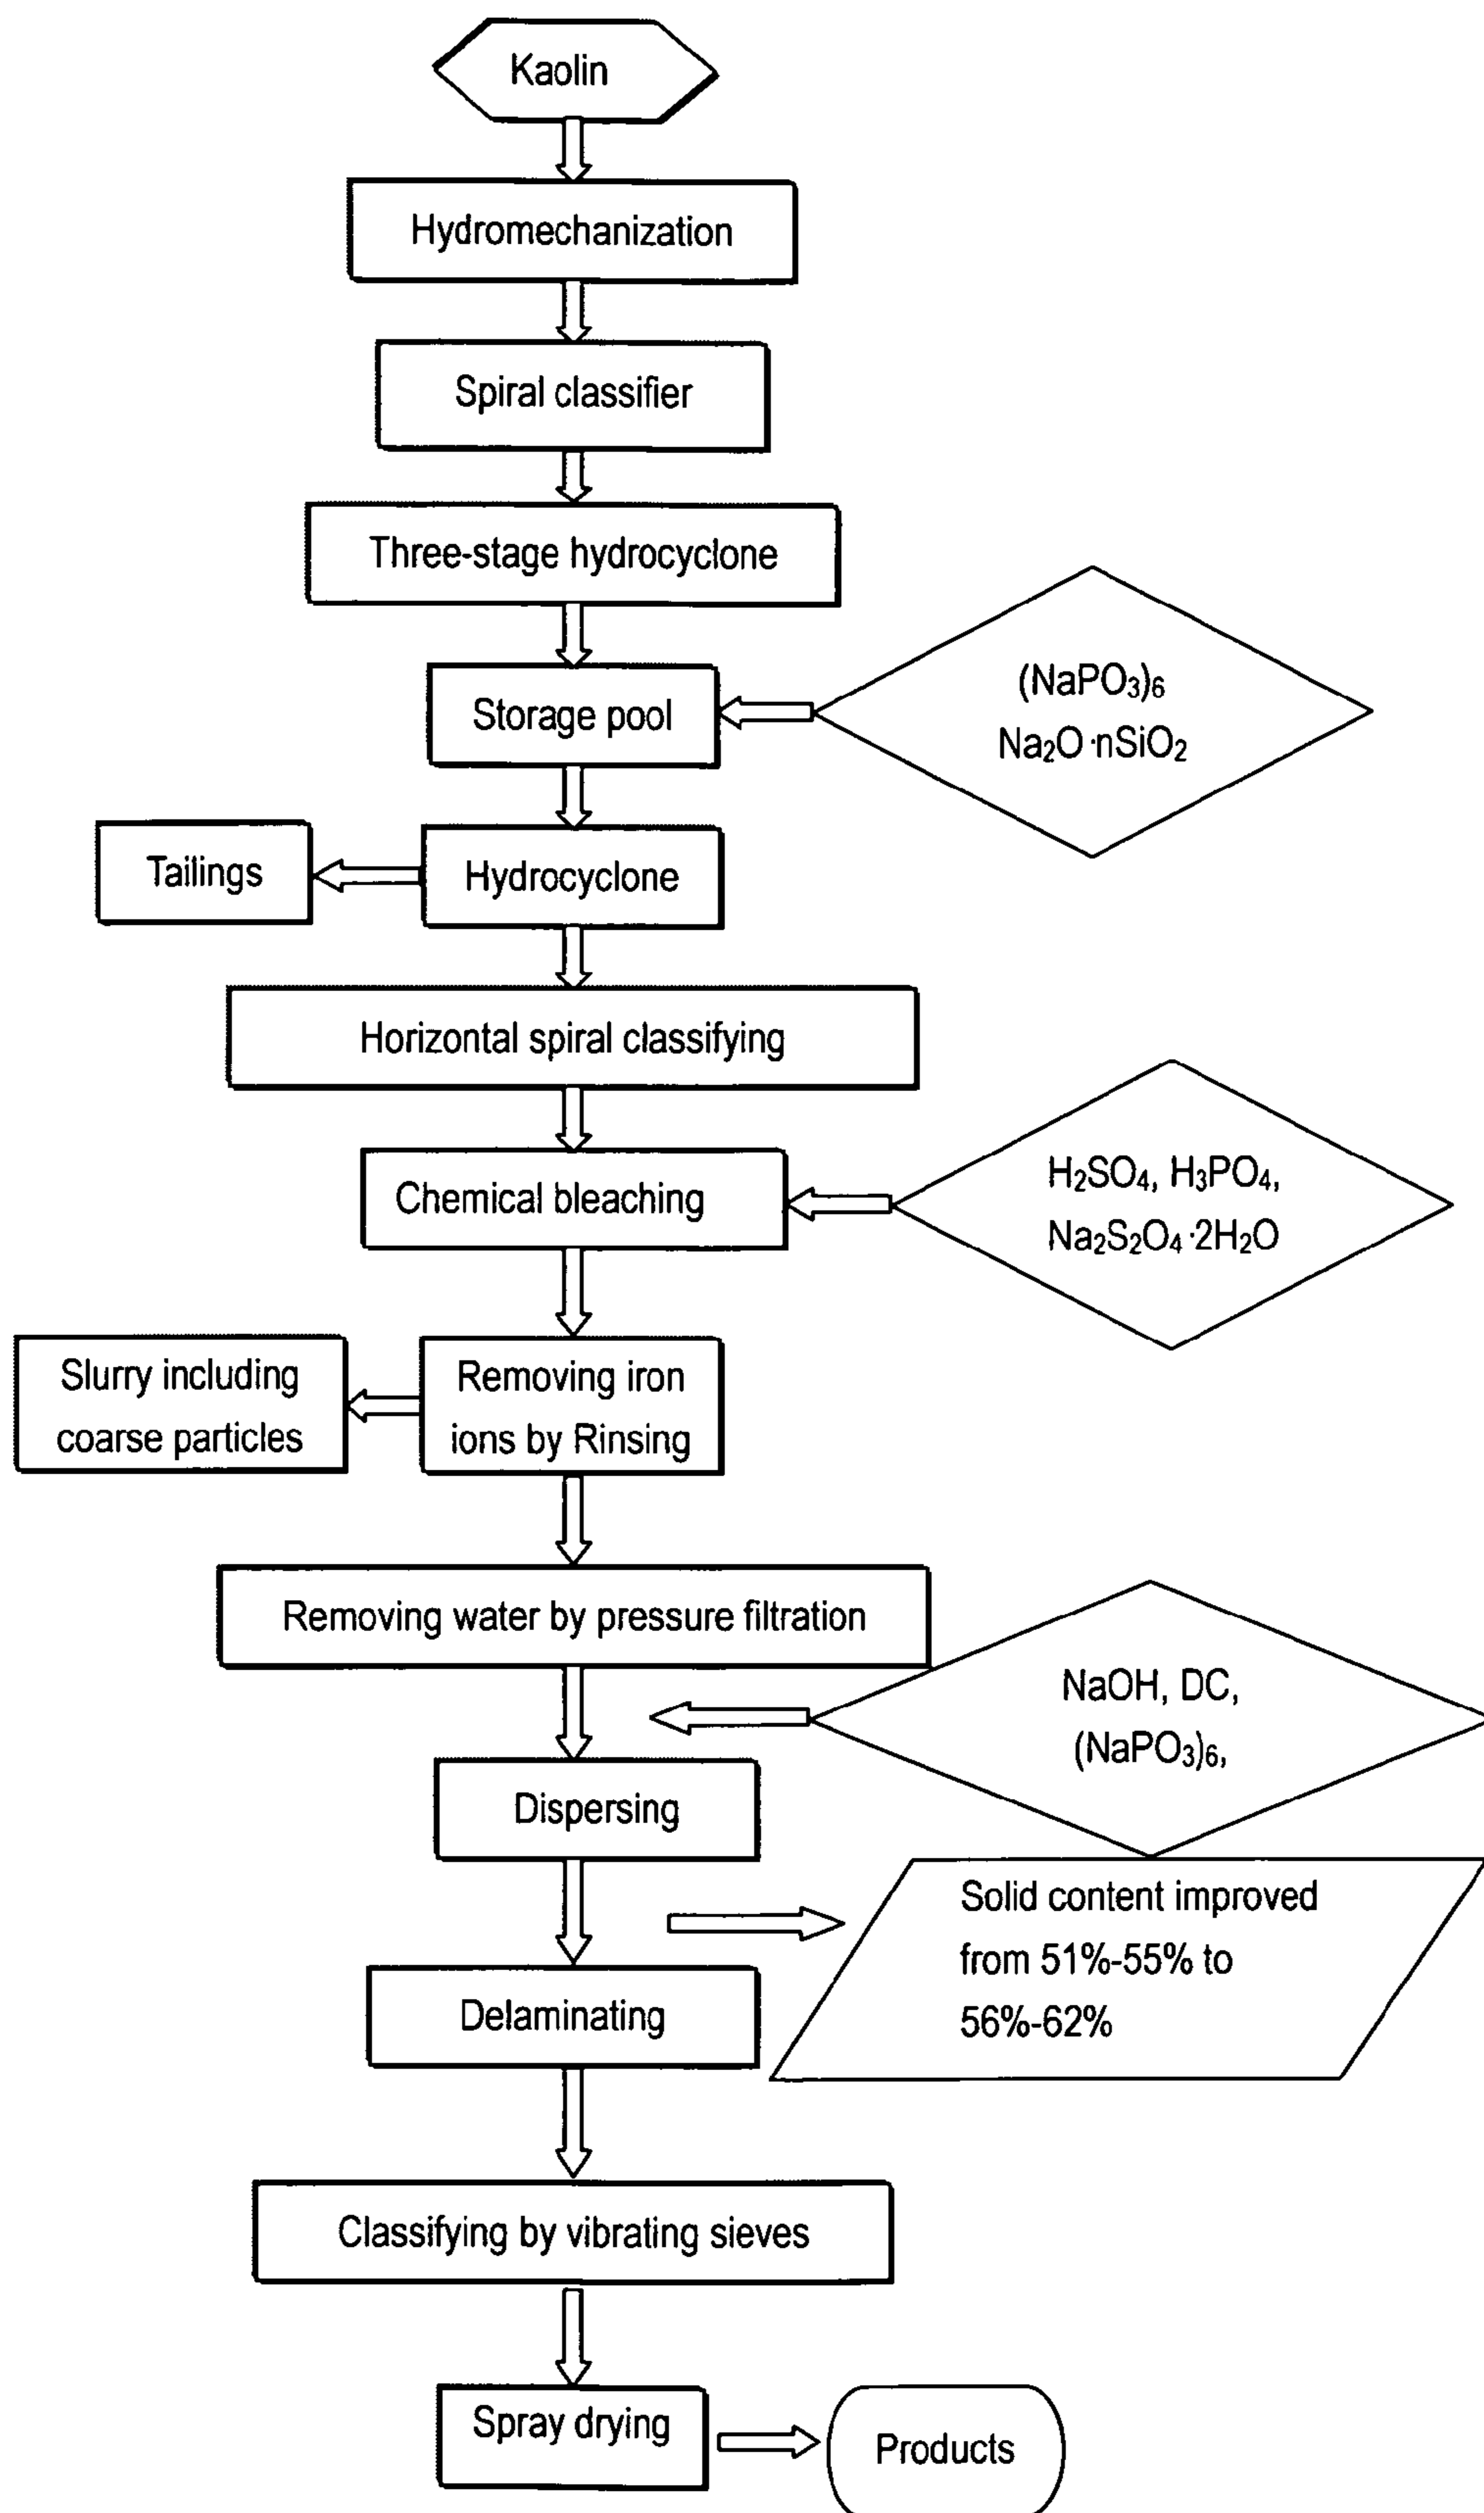 Kaolin
Hydromechanization
Spiral classifier
Three-stage hydrocyclone
(NaPO₃)₆
Na₂O·nSiO₂
Storage pool
Tailings
Hydrocyclone
Horizontal spiral classifying
Chemical bleaching
H₂SO₄, H₃PO₄,
Na₂S₂O₄·2H₂O
Slurry including
coarse particles
Removing iron
ions by Rinsing
Removing water by pressure filtration
NaOH, DC,
(NaPO₃)₆,
Dispersing
Solid content improved
from 51%-55% to
56%-62%
Delaminating
Classifying by vibrating sieves
Spray drying
Products